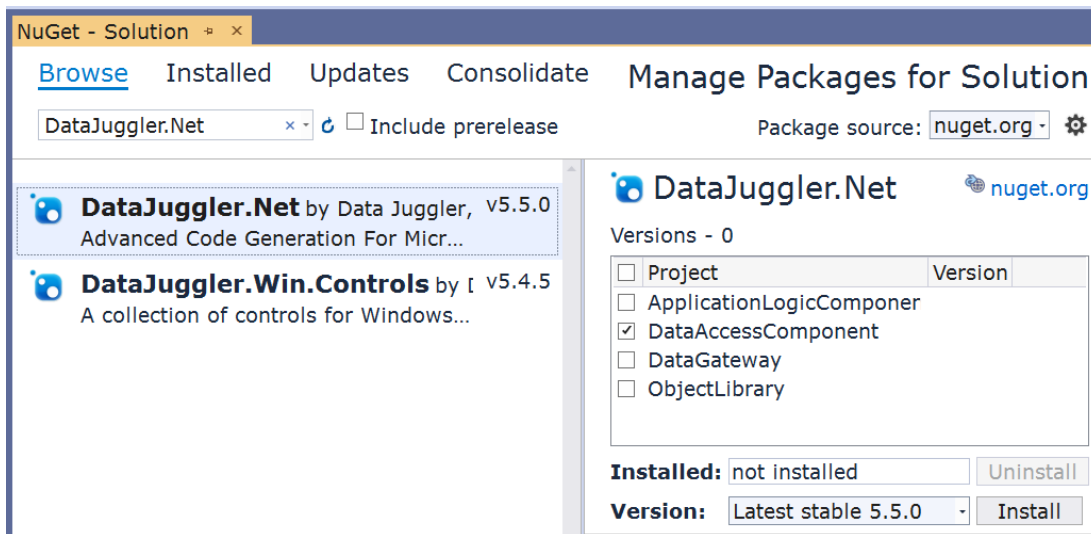 NuGet - Solution
Browse Installed Updates Consolidate Manage Packages for Solution
DataJuggler.Net Include prerelease Package source: nuget.org
DataJuggler.Net by Data Juggler, v5.5.0
Advanced Code Generation For Micr...
DataJuggler.Win.Controls by D v5.4.5
A collection of controls for Windows...
DataJuggler.Net nuget.org
Versions - 0
Project Version
ApplicationLogicComponer
DataAccessComponent
DataGateway
ObjectLibrary
Installed: not installed Uninstall
Version: Latest stable 5.5.0 Install